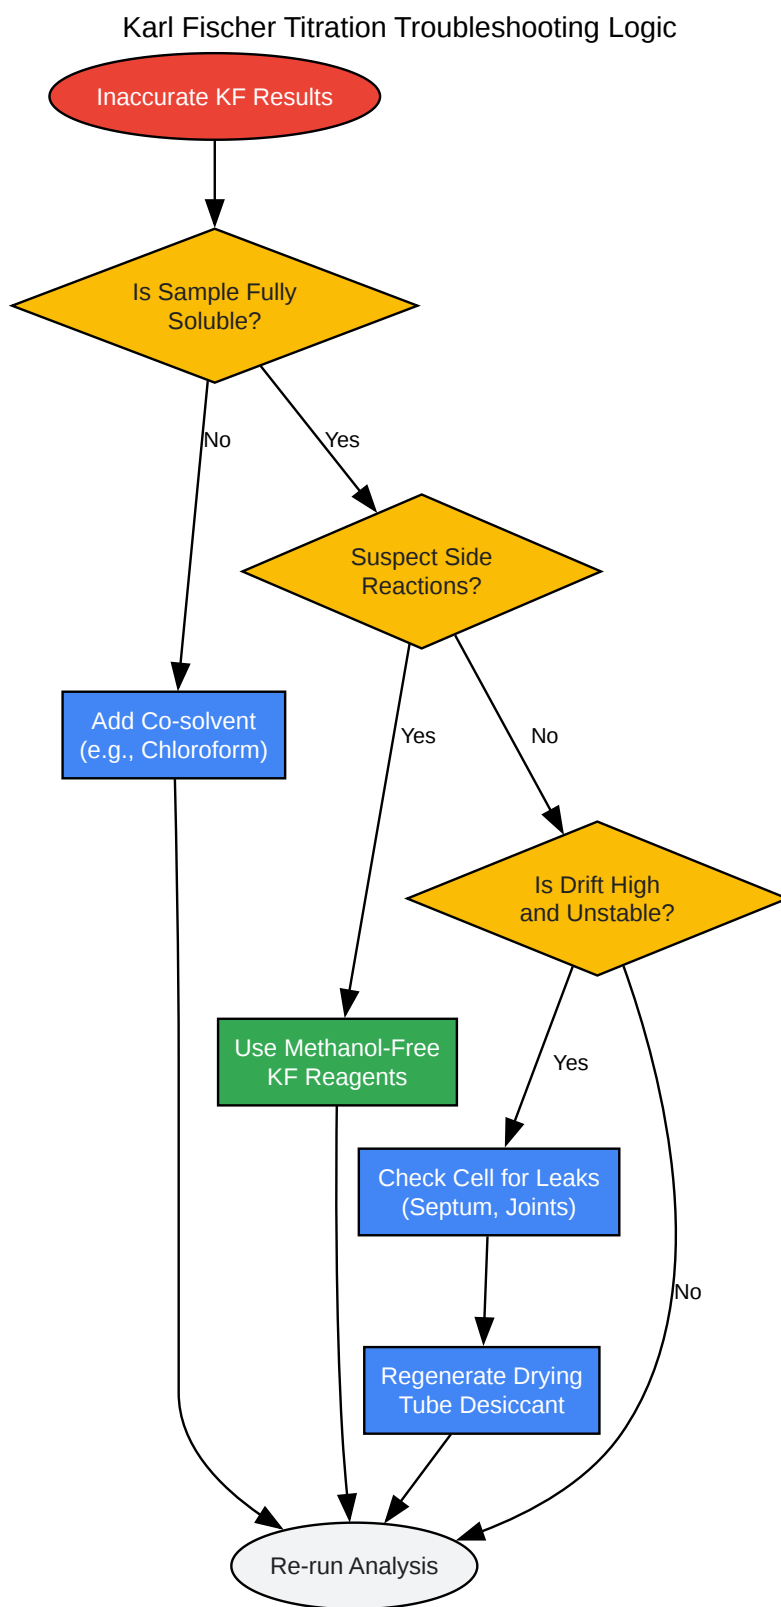 Karl Fischer Titration Troubleshooting Logic
Inaccurate KF Results
Is Sample Fully
Soluble?
No
Yes
Suspect Side
Reactions?
Add Co-solvent
(e.g., Chloroform)
Yes
No
Is Drift High
and Unstable?
Use Methanol-Free
KF Reagents
Yes
Check Cell for Leaks
(Septum, Joints)
No
Regenerate Drying
Tube Desiccant
Re-run Analysis